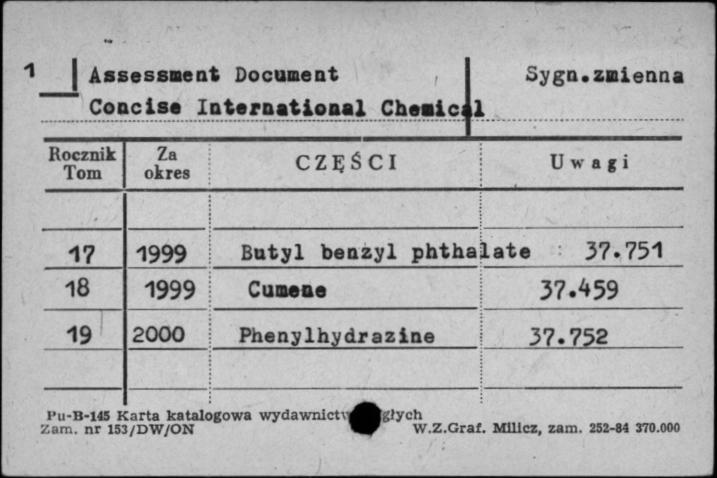 1 Assessment Document Sygn.zmienna
Concise International Chemical
Rocznik Tom Za okres CZĘŚCI Uwagi
17 1999 Butyl benzyl phthalate 37.751
18 1999 Cumene 37.459
19 2000 Phenylhydrazine 37.752
Pu-B-145 Karta katalogowa wydawnictw głych
Zam. nr 153/DW/ON W.Z.Graf. Milicz, zam. 252-84 370.000